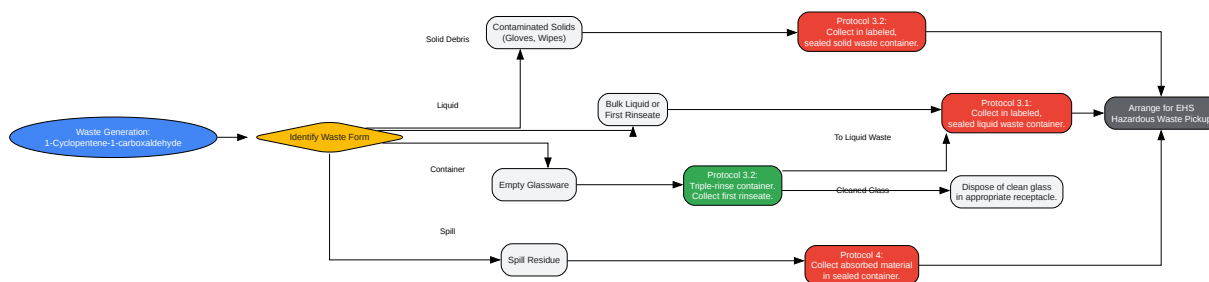 Contaminated Solids
(Gloves, Wipes)
Protocol 3.2:
Collect in labeled,
sealed solid waste container.
Solid Debris
Liquid
Bulk Liquid or
First Rinseate
Protocol 3.1:
Collect in labeled,
sealed liquid waste container.
Arrange for EHS
Hazardous Waste Pickup
Waste Generation:
1-Cyclopentene-1-carboxaldehyde
Identify Waste Form
To Liquid Waste
Container
Empty Glassware
Protocol 3.2:
Triple-rinse container.
Collect first rinseate.
Cleaned Glass
Dispose of clean glass
in appropriate receptacle.
Spill
Spill Residue
Protocol 4:
Collect absorbed material
in sealed container.